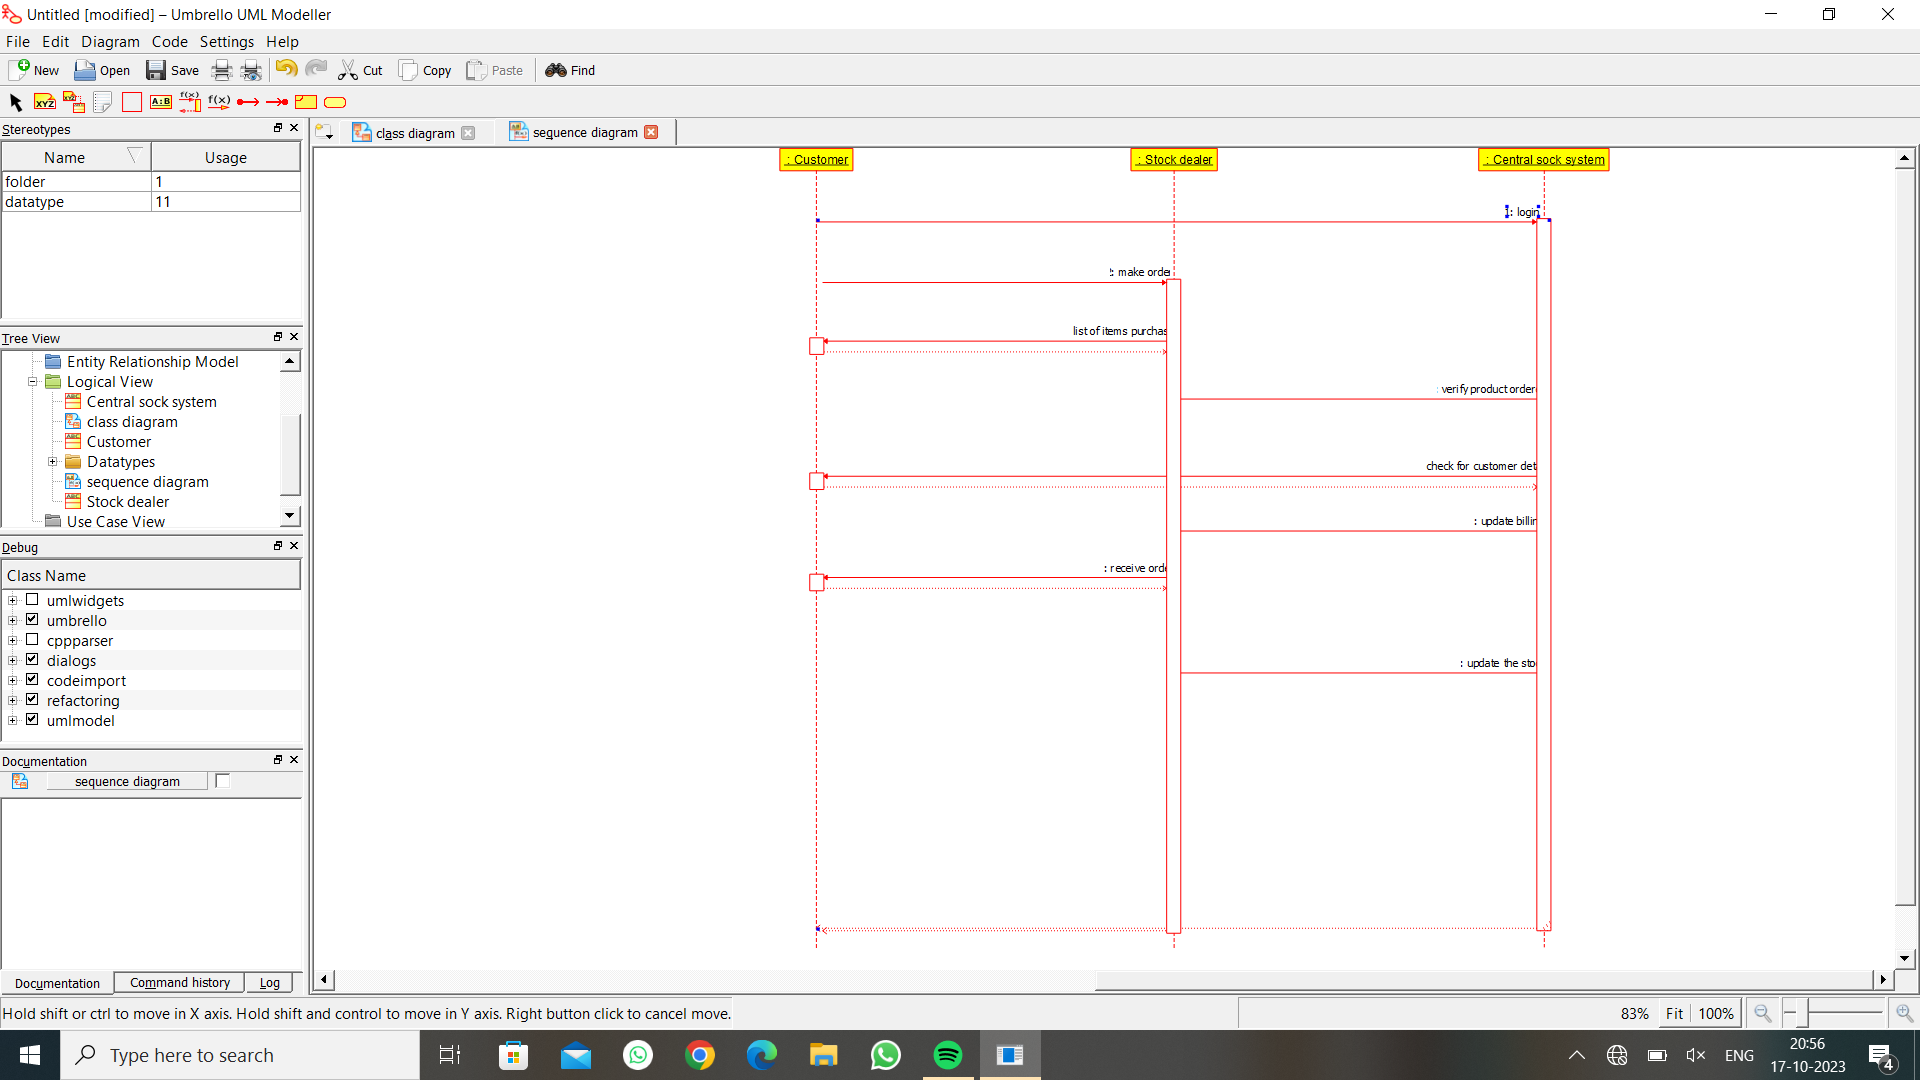 Untitled [modified] – Umbrello UML Modeller
File Edit Diagram Code Settings Help
New Open Save Cut Copy Paste Find
XYZ XYZ A:B f(x) f(x)
Stereotypes
Name Usage
folder 1
datatype 11
Tree View
Entity Relationship Model
Logical View
Central sock system
class diagram
Customer
Datatypes
sequence diagram
Stock dealer
Use Case View
Debug
Class Name
umlwidgets
umbrello
cppparser
dialogs
codeimport
refactoring
umlmodel
Documentation
sequence diagram
Documentation Command history Log
class diagram sequence diagram
: Customer : Stock dealer : Central sock system
1: login
: make orde
list of items purchas
: verify product order
check for customer det
: update billin
: receive orde
: update the sto
Hold shift or ctrl to move in X axis. Hold shift and control to move in Y axis. Right button click to cancel move.
83% Fit 100%
Type here to search
ENG
20:56
17-10-2023
4